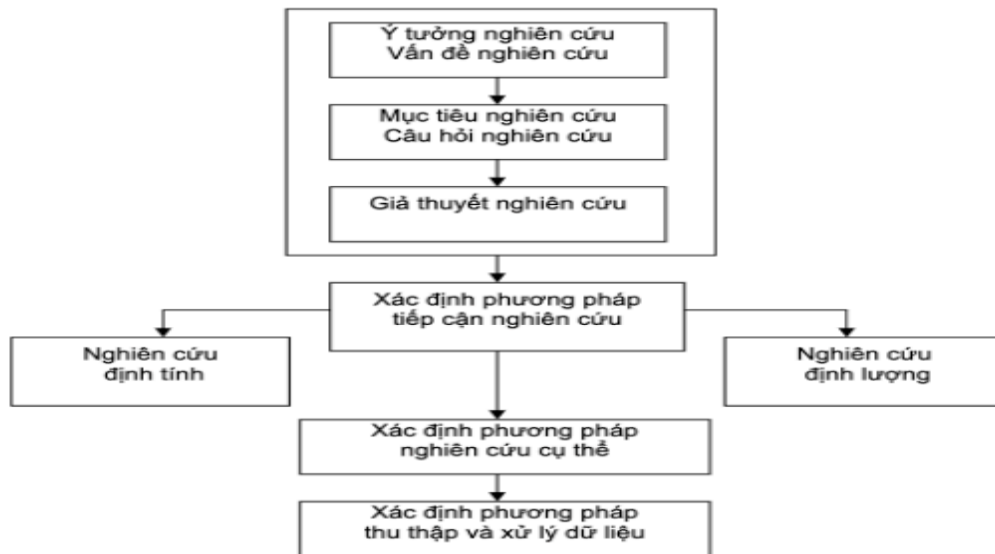 Ý tưởng nghiên cứu
Vấn đề nghiên cứu
Mục tiêu nghiên cứu
Câu hỏi nghiên cứu
Giả thuyết nghiên cứu
Xác định phương pháp
tiếp cận nghiên cứu
Nghiên cứu
định tính
Nghiên cứu
định lượng
Xác định phương pháp
nghiên cứu cụ thể
Xác định phương pháp
thu thập và xử lý dữ liệu